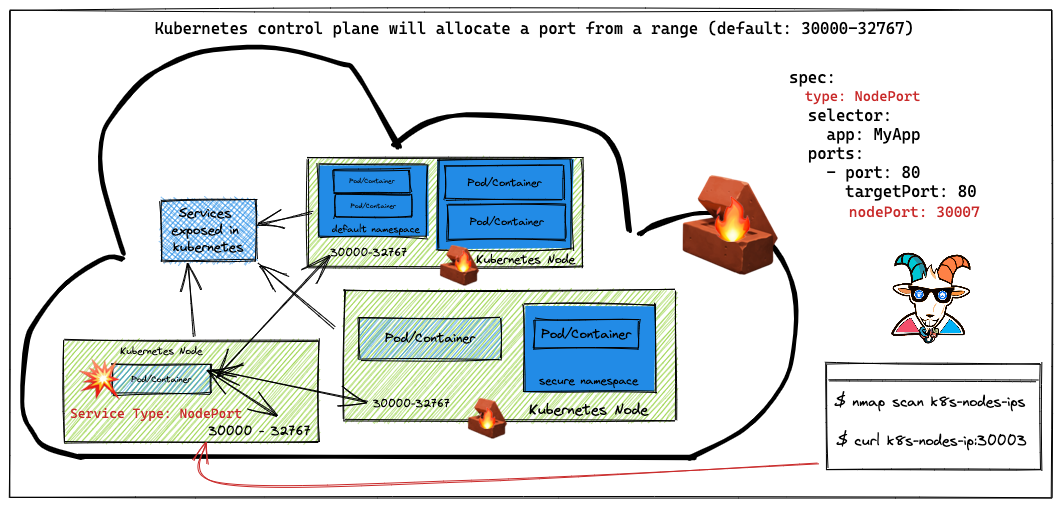 Kubernetes control plane will allocate a port from a range (default: 30000-32767)
spec:
type: NodePort
selector:
app: MyApp
ports:
- port: 80
targetPort: 80
nodePort: 30007
Pod/Container
Pod/Container
default namespace
Pod/Container
Pod/Container
30000-32767
Kubernetes Node
Services
exposed in
kubernetes
Pod/Container
Pod/Container
secure namespace
30000-32767
Kubernetes Node
Kubernetes Node
Pod/Container
Service Type: NodePort
30000 - 32767
$ nmap scan k8s-nodes-ips
$ curl k8s-nodes-ip:30003